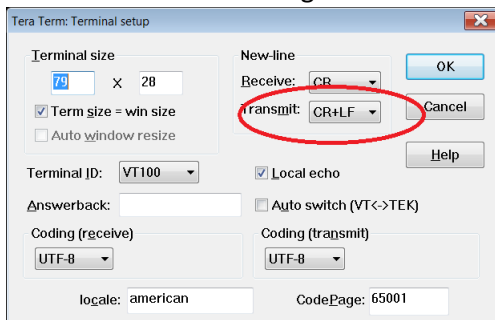 Tera Term: Terminal setup
Terminal size
New-line
79 X 28
Receive: CR
OK
Term size = win size
Transmit: CR+LF
Cancel
Auto window resize
Help
Terminal ID: VT100
Local echo
Answerback:
Auto switch (VT<->TEK)
Coding (receive)
Coding (transmit)
UTF-8
UTF-8
locale: american
CodePage: 65001